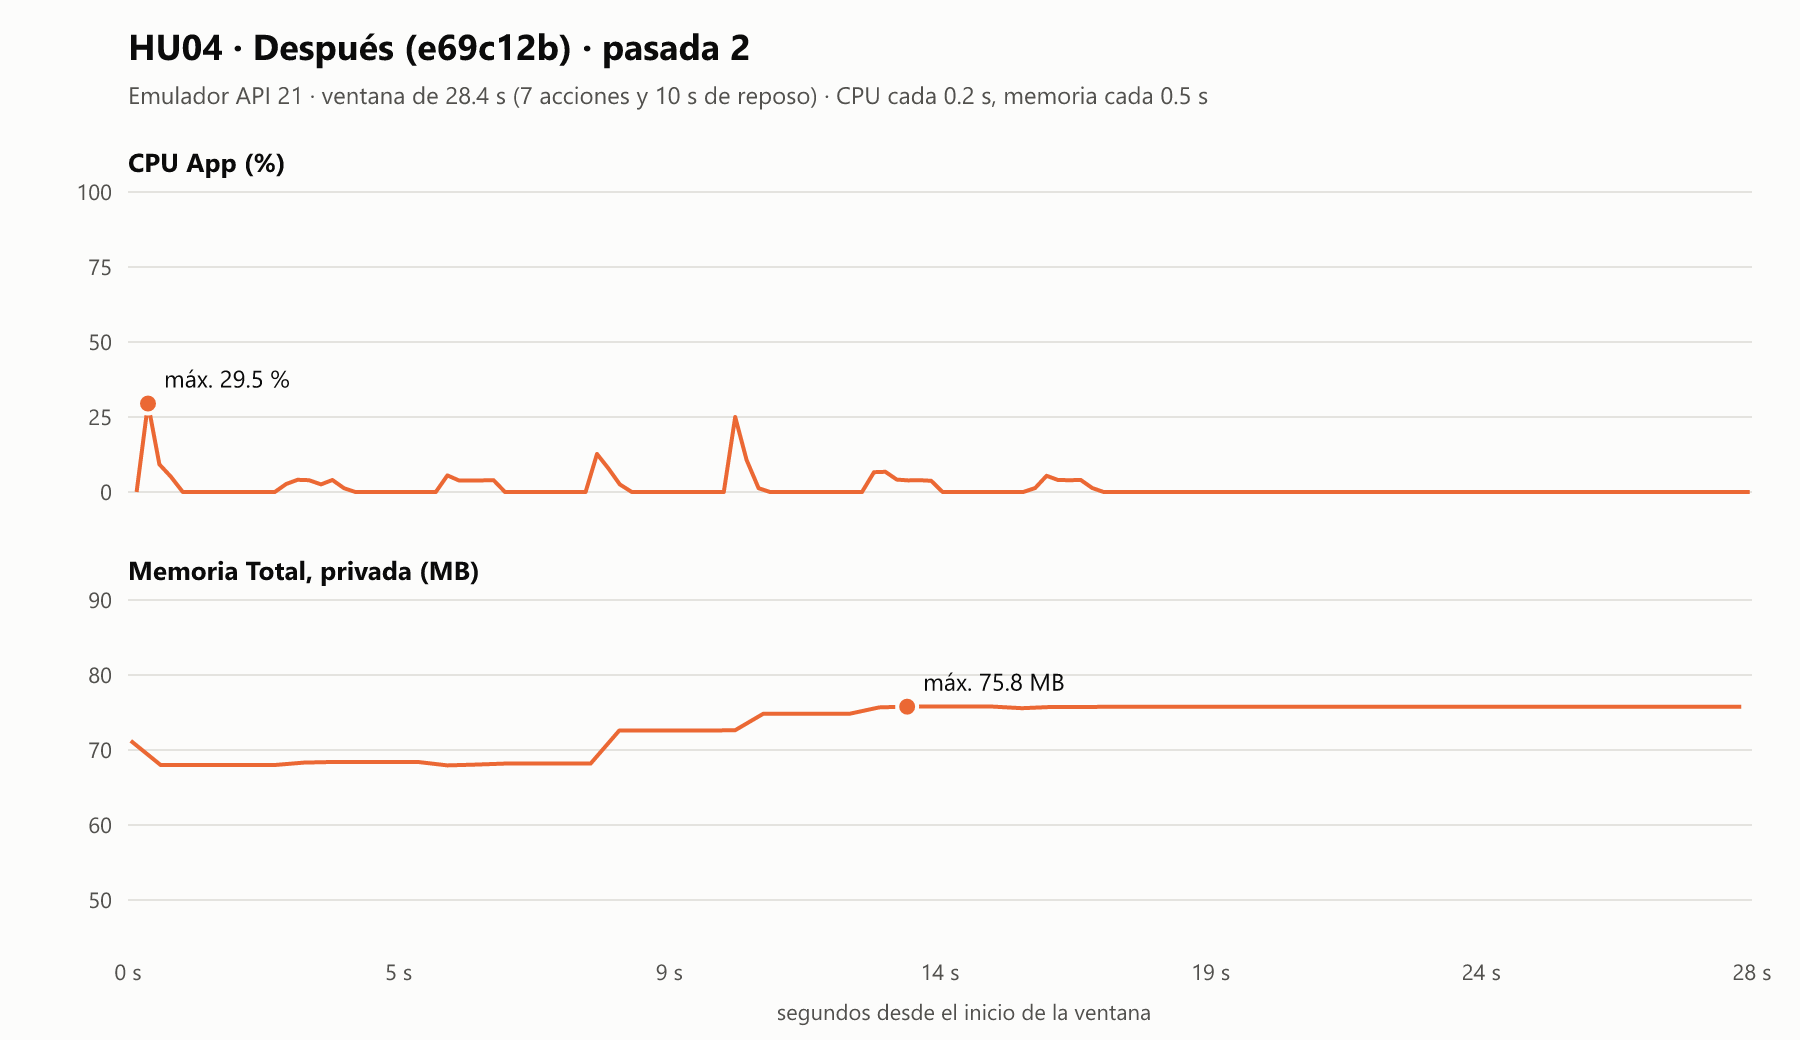 HU04 · Después (e69c12b) · pasada 2
Emulador API 21 · ventana de 28.4 s (7 acciones y 10 s de reposo) · CPU cada 0.2 s, memoria cada 0.5 s
CPU App (%)
100
75
50
máx. 29.5 %
25
0
Memoria Total, privada (MB)
90
80
máx. 75.8 MB
70
60
50
0 s 5 s 9 s 14 s 19 s 24 s 28 s
segundos desde el inicio de la ventana